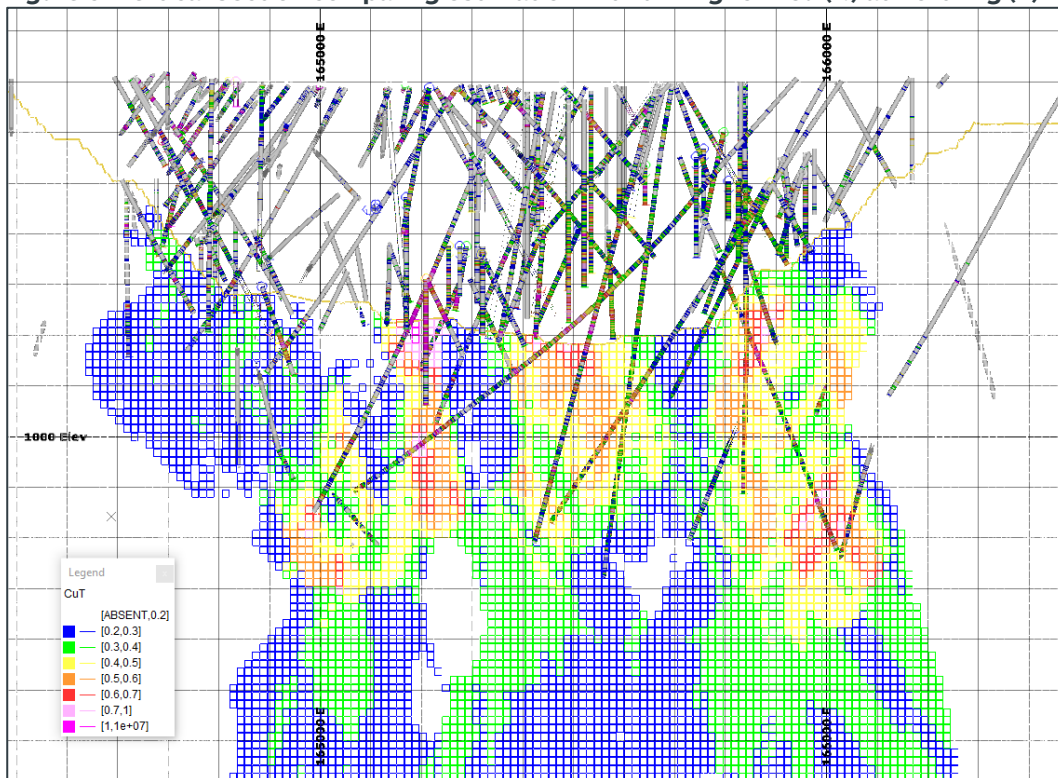 165000 E
166000 E
1000 Elev
Legend
CuT
[ABSENT,0.2]
[0.2,0.3]
[0.3,0.4]
[0.4,0.5]
[0.5,0.6]
[0.6,0.7]
[0.7,1]
[1,1e+07]
165000 E
166000 E